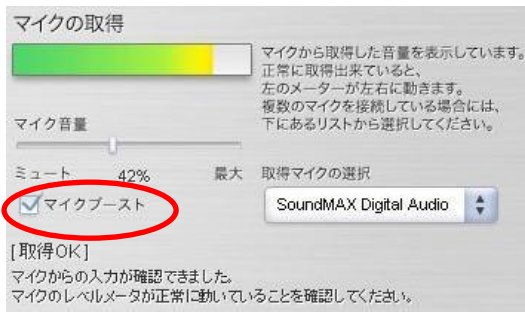 マイクの取得
マイクから取得した音量を表示しています。
正常に取得出来ていると、
左のメーターが左右に動きます。
複数のマイクを接続している場合には、
下にあるリストから選択してください。
マイク音量
ミュート 42% 最大
取得マイクの選択
マイクブースト
SoundMAX Digital Audio
[取得OK]
マイクからの入力が確認できました。
マイクのレベルメータが正常に動いていることを確認してください。